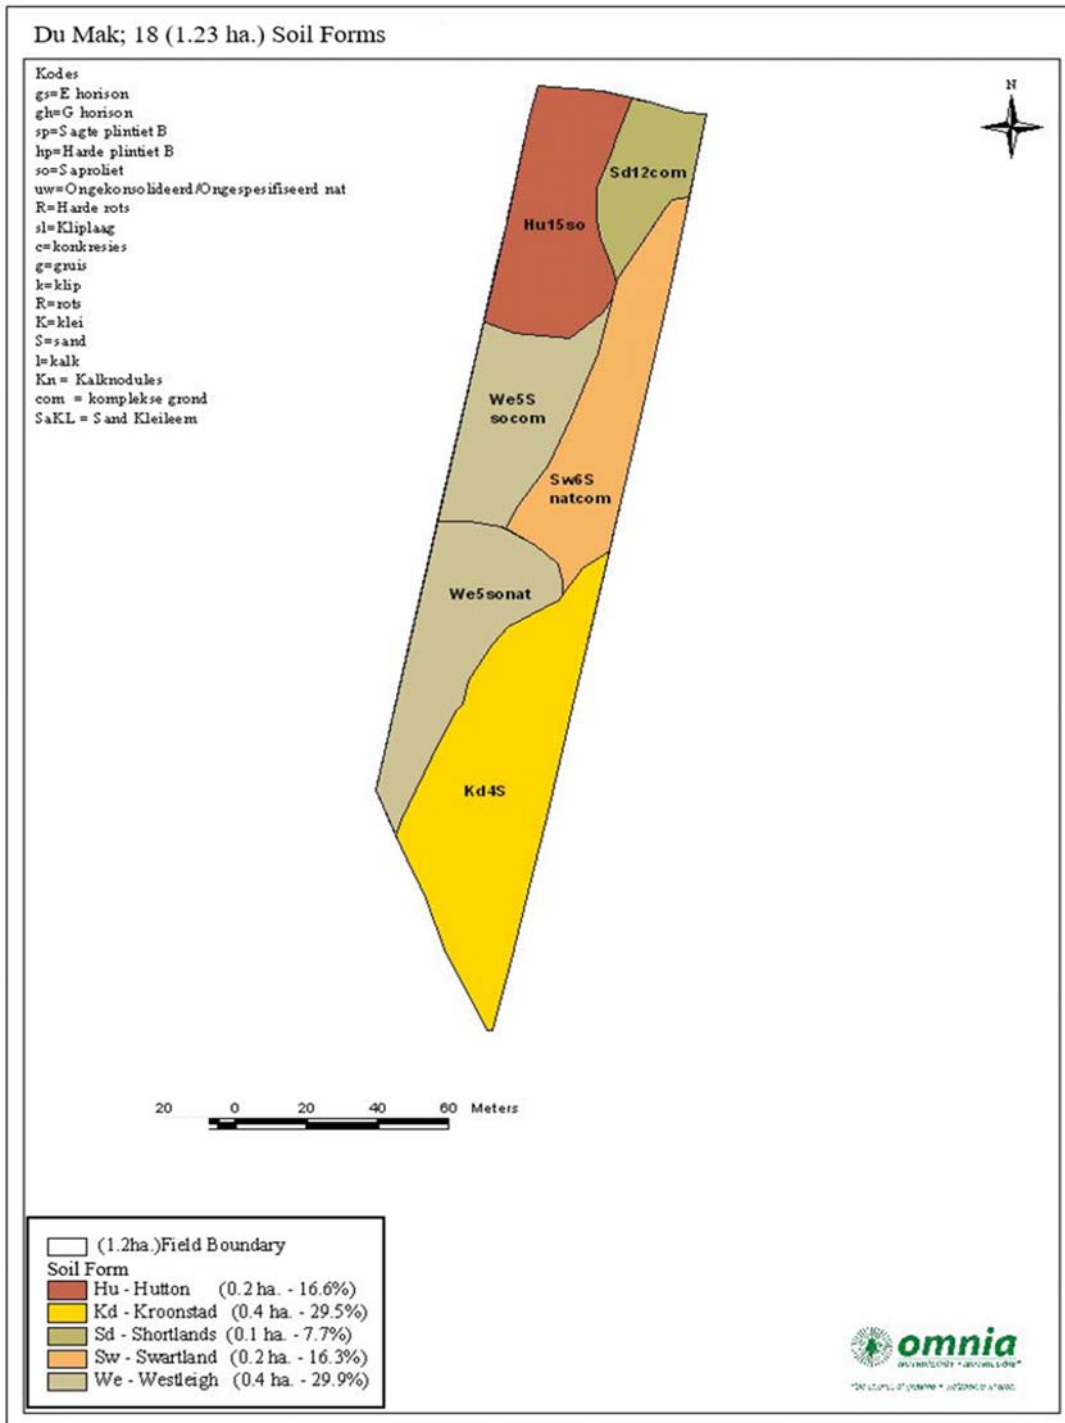 Du Mak; 18 (1.23 ha.) Soil Forms
Kodes
gs=E horison
gh=G horison
sp=Sagte plintiet B
hp=Harde plintiet B
so=Saproliet
uw=Ongekonsolideerd/Ongespesifiseerd nat
R=Harde rots
sl=Kliplaag
c=konkresies
g=gruis
k=klip
R=rots
K=klei
S=sand
l=kalk
Kn = Kalknodules
com = komplekse grond
SaKL = Sand Kleileem
N
Sd12com
Hu15so
We5S
socom
Sw6S
natcom
We5sonat
Kd4S
20 0 20 40 60 Meters
(1.2ha.)Field Boundary
Soil Form
Hu - Hutton (0.2 ha. - 16.6%)
Kd - Kroonstad (0.4 ha. - 29.5%)
Sd - Shortlands (0.1 ha. - 7.7%)
Sw - Swartland (0.2 ha. - 16.3%)
We - Westleigh (0.4 ha. - 29.9%)
omnia